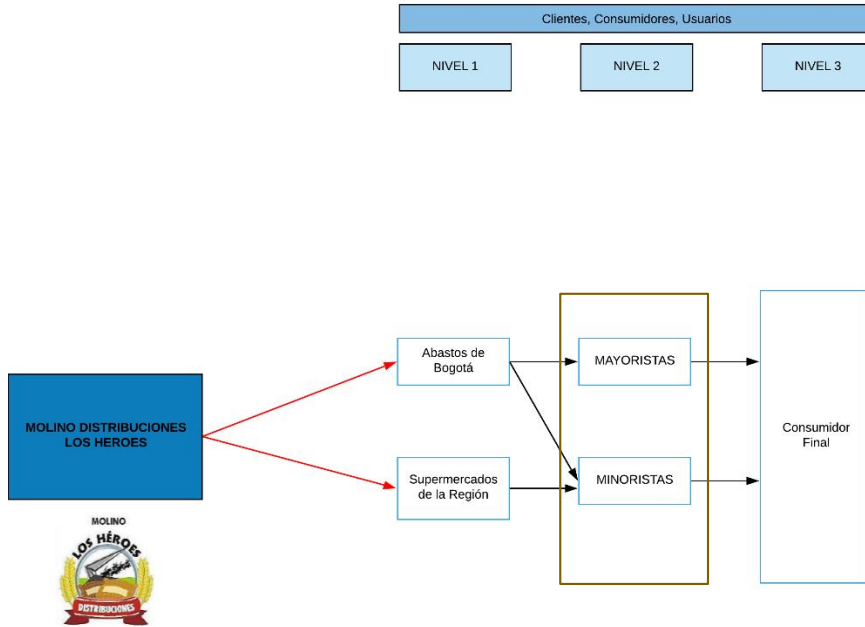 Clientes, Consumidores, Usuarios
NIVEL 1
NIVEL 2
NIVEL 3
Abastos de
Bogotá
MAYORISTAS
MOLINO DISTRIBUCIONES
LOS HEROES
Consumidor
Final
Supermercados
de la Región
MINORISTAS
MOLINO
LOS HÉROES
DISTRIBUCIONES